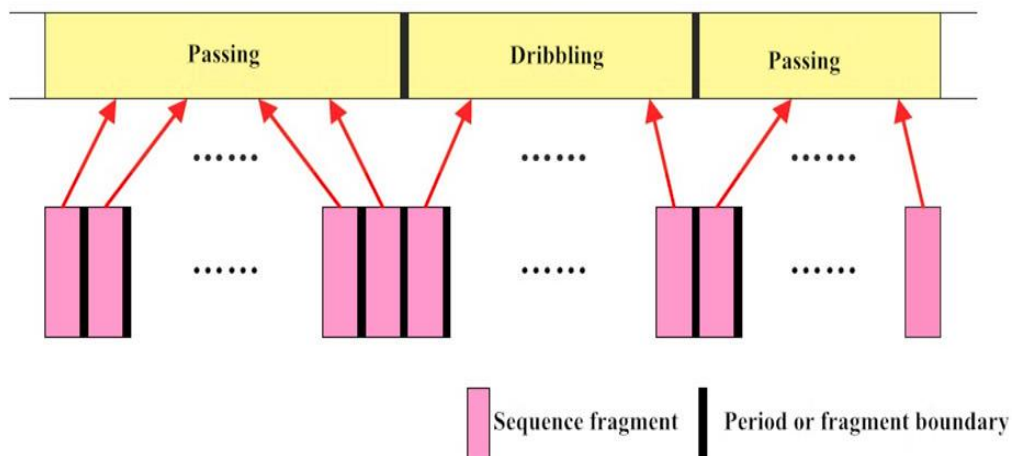 Passing
Dribbling
Passing
Sequence fragment
Period or fragment boundary